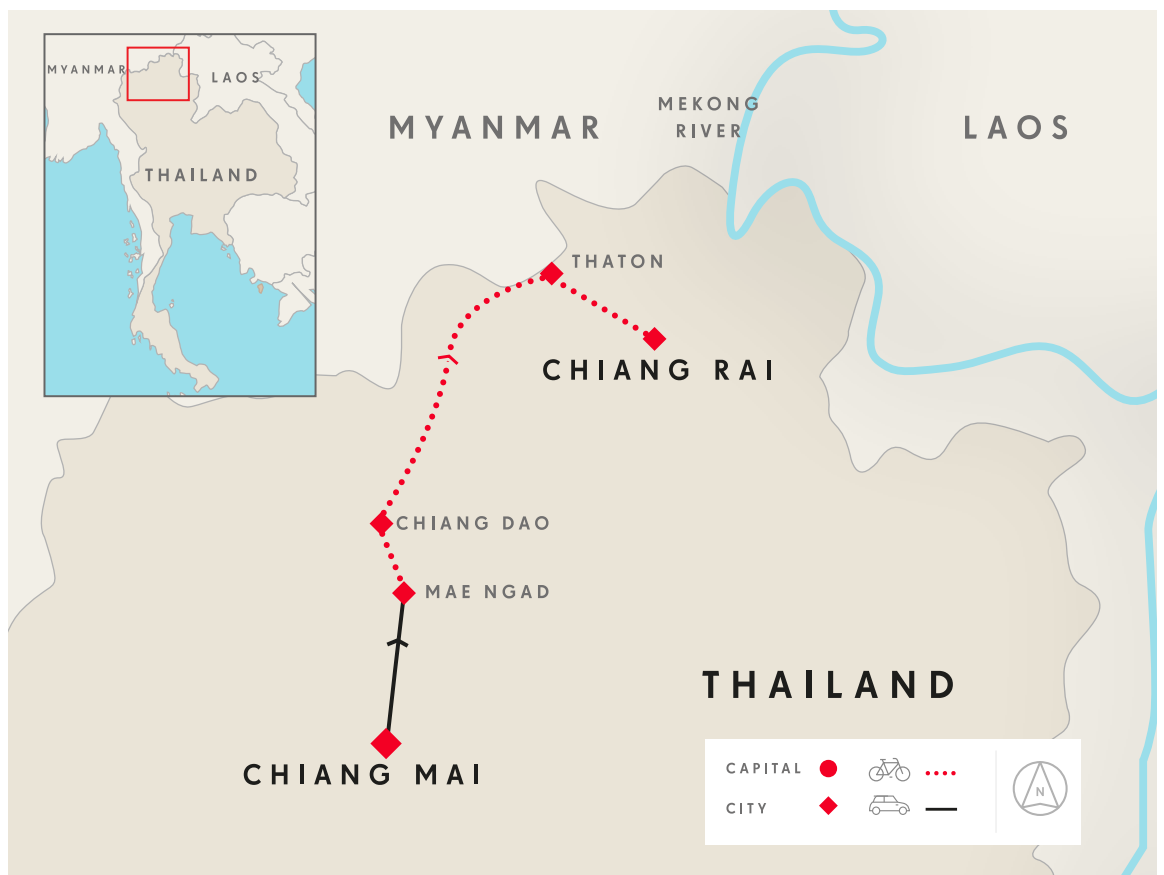 MYANMAR
LAOS
THAILAND
MYANMAR
MEKONG
RIVER
LAOS
THATON
CHIANG RAI
CHIANG DAO
MAE NGAD
THAILAND
CHIANG MAI
CAPITAL
CITY
N